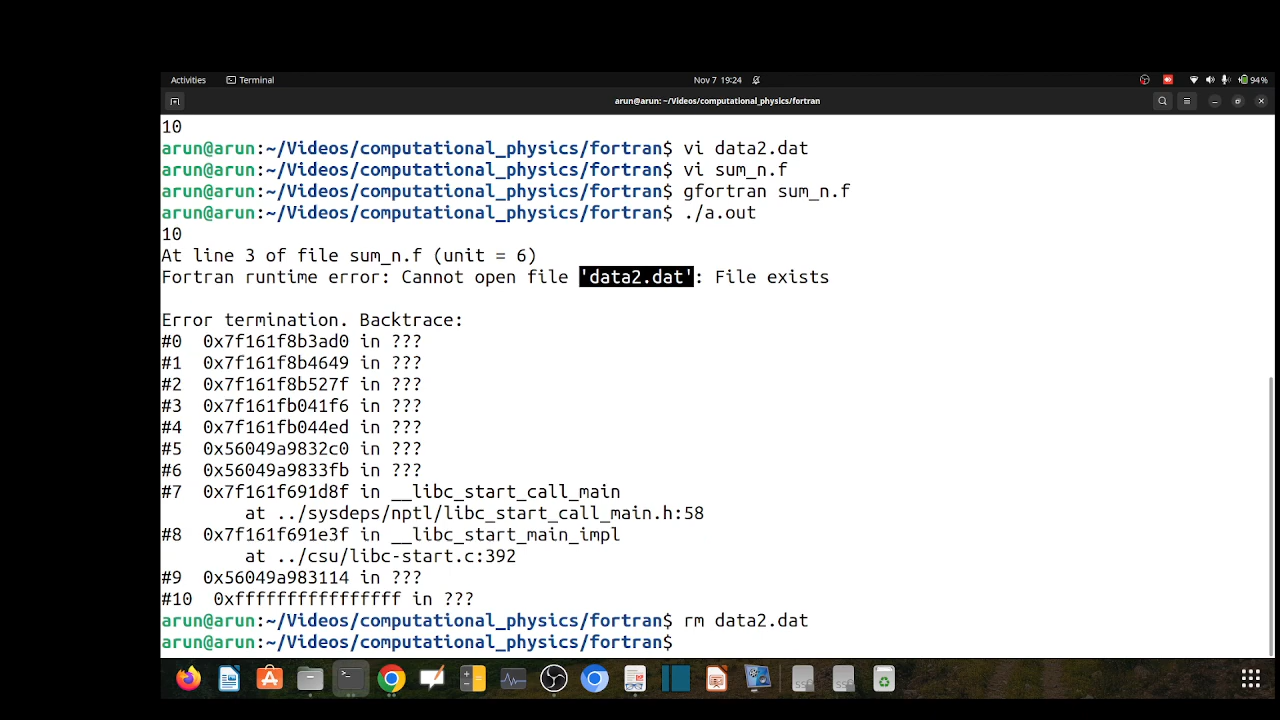 Activities Terminal Nov 7 19:24 94%
arun@arun: ~/Videos/computational_physics/fortran
10
arun@arun:~/Videos/computational_physics/fortran$ vi data2.dat
arun@arun:~/Videos/computational_physics/fortran$ vi sum_n.f
arun@arun:~/Videos/computational_physics/fortran$ gfortran sum_n.f
arun@arun:~/Videos/computational_physics/fortran$ ./a.out
10
At line 3 of file sum_n.f (unit = 6)
Fortran runtime error: Cannot open file 'data2.dat': File exists
Error termination. Backtrace:
#0 0x7f161f8b3ad0 in ???
#1 0x7f161f8b4649 in ???
#2 0x7f161f8b527f in ???
#3 0x7f161fb041f6 in ???
#4 0x7f161fb044ed in ???
#5 0x56049a9832c0 in ???
#6 0x56049a9833fb in ???
#7 0x7f161f691d8f in __libc_start_call_main
at ../sysdeps/nptl/libc_start_call_main.h:58
#8 0x7f161f691e3f in __libc_start_main_impl
at ../csu/libc-start.c:392
#9 0x56049a983114 in ???
#10 0xffffffffffffffff in ???
arun@arun:~/Videos/computational_physics/fortran$ rm data2.dat
arun@arun:~/Videos/computational_physics/fortran$